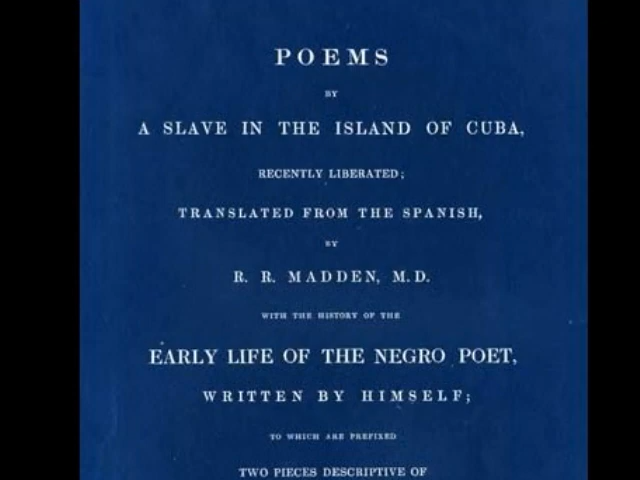 POEMS
BY
A SLAVE IN THE ISLAND OF CUBA,
RECENTLY LIBERATED;
TRANSLATED FROM THE SPANISH,
BY
R. R. MADDEN, M.D.
WITH THE HISTORY OF THE
EARLY LIFE OF THE NEGRO POET,
WRITTEN BY HIMSELF;
TO WHICH ARE PREFIXED
TWO PIECES DESCRIPTIVE OF